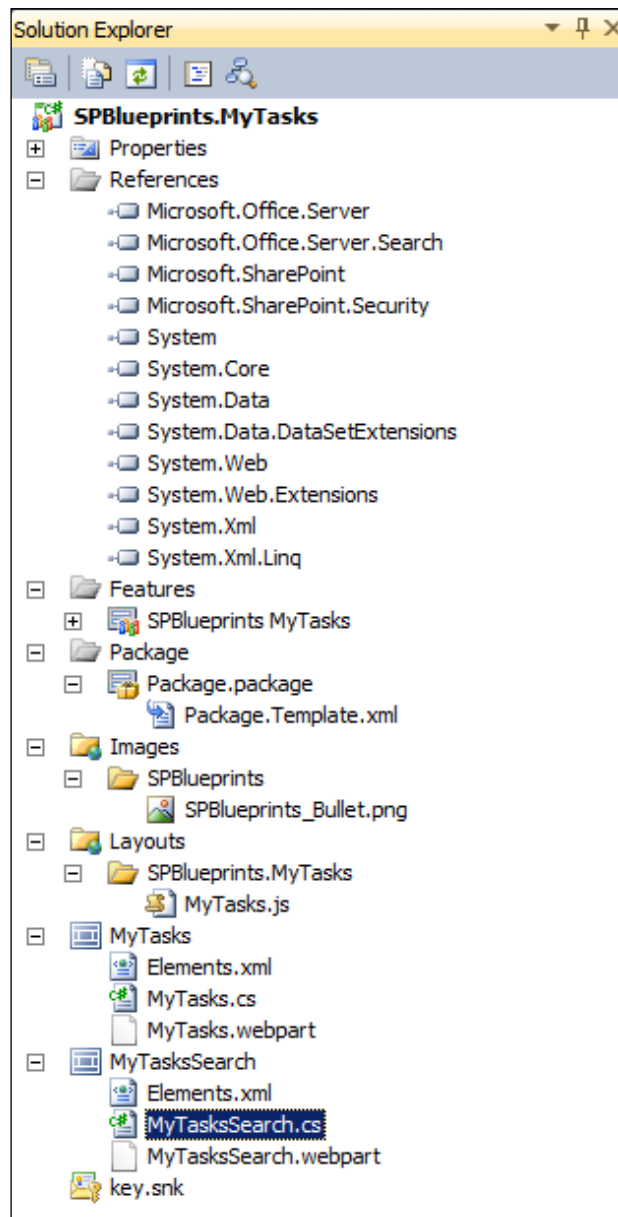 Solution Explorer
SPBlueprints.MyTasks
Properties
References
Microsoft.Office.Server
Microsoft.Office.Server.Search
Microsoft.SharePoint
Microsoft.SharePoint.Security
System
System.Core
System.Data
System.Data.DataSetExtensions
System.Web
System.Web.Extensions
System.Xml
System.Xml.Linq
Features
SPBlueprints MyTasks
Package
Package.package
Package.Template.xml
Images
SPBlueprints
SPBlueprints_Bullet.png
Layouts
SPBlueprints.MyTasks
MyTasks.js
MyTasks
Elements.xml
MyTasks.cs
MyTasks.webpart
MyTasksSearch
Elements.xml
MyTasksSearch.cs
MyTasksSearch.webpart
key.snk